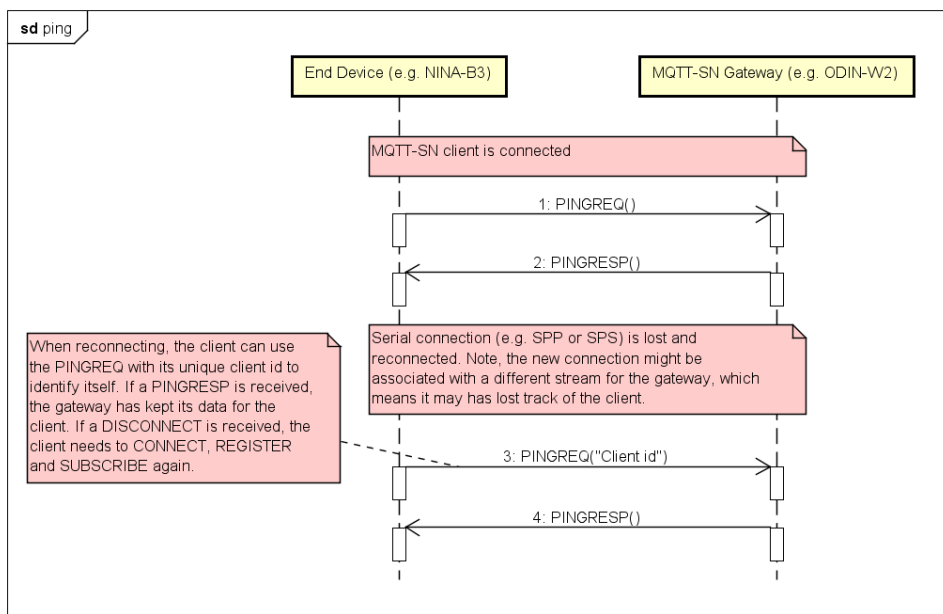 sd ping
End Device (e.g. NINA-B3)
MQTT-SN Gateway (e.g. ODIN-W2)
MQTT-SN client is connected
1: PINGREQ()
2: PINGRESP()
Serial connection (e.g. SPP or SPS) is lost and
reconnected. Note, the new connection might be
associated with a different stream for the gateway, which
means it may has lost track of the client.
When reconnecting, the client can use
the PINGREQ with its unique client id to
identify itself. If a PINGRESP is received,
the gateway has kept its data for the
client. If a DISCONNECT is received, the
client needs to CONNECT, REGISTER
and SUBSCRIBE again.
3: PINGREQ("Client id")
4: PINGRESP()